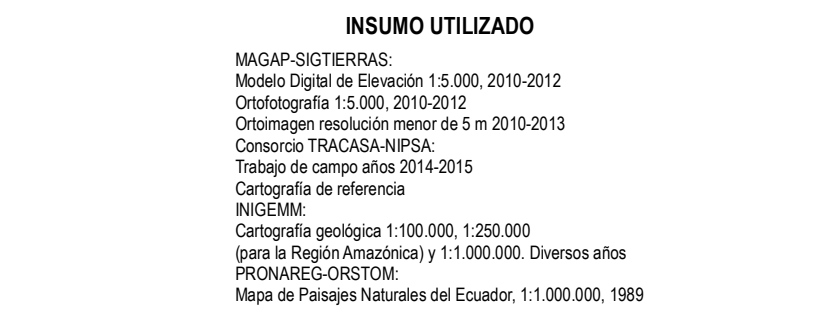 INSUMO UTILIZADO
MAGAP-SIGTIERRAS:
Modelo Digital de Elevación 1:5.000, 2010-2012
Ortofotografía 1:5.000, 2010-2012
Ortoimagen resolución menor de 5 m 2010-2013
Consorcio TRACASA-NIPSA:
Trabajo de campo años 2014-2015
Cartografía de referencia
INIGEMM:
Cartografía geológica 1:100.000, 1:250.000
(para la Región Amazónica) y 1:1.000.000. Diversos años
PRONAREG-ORSTOM:
Mapa de Paisajes Naturales del Ecuador, 1:1.000.000, 1989